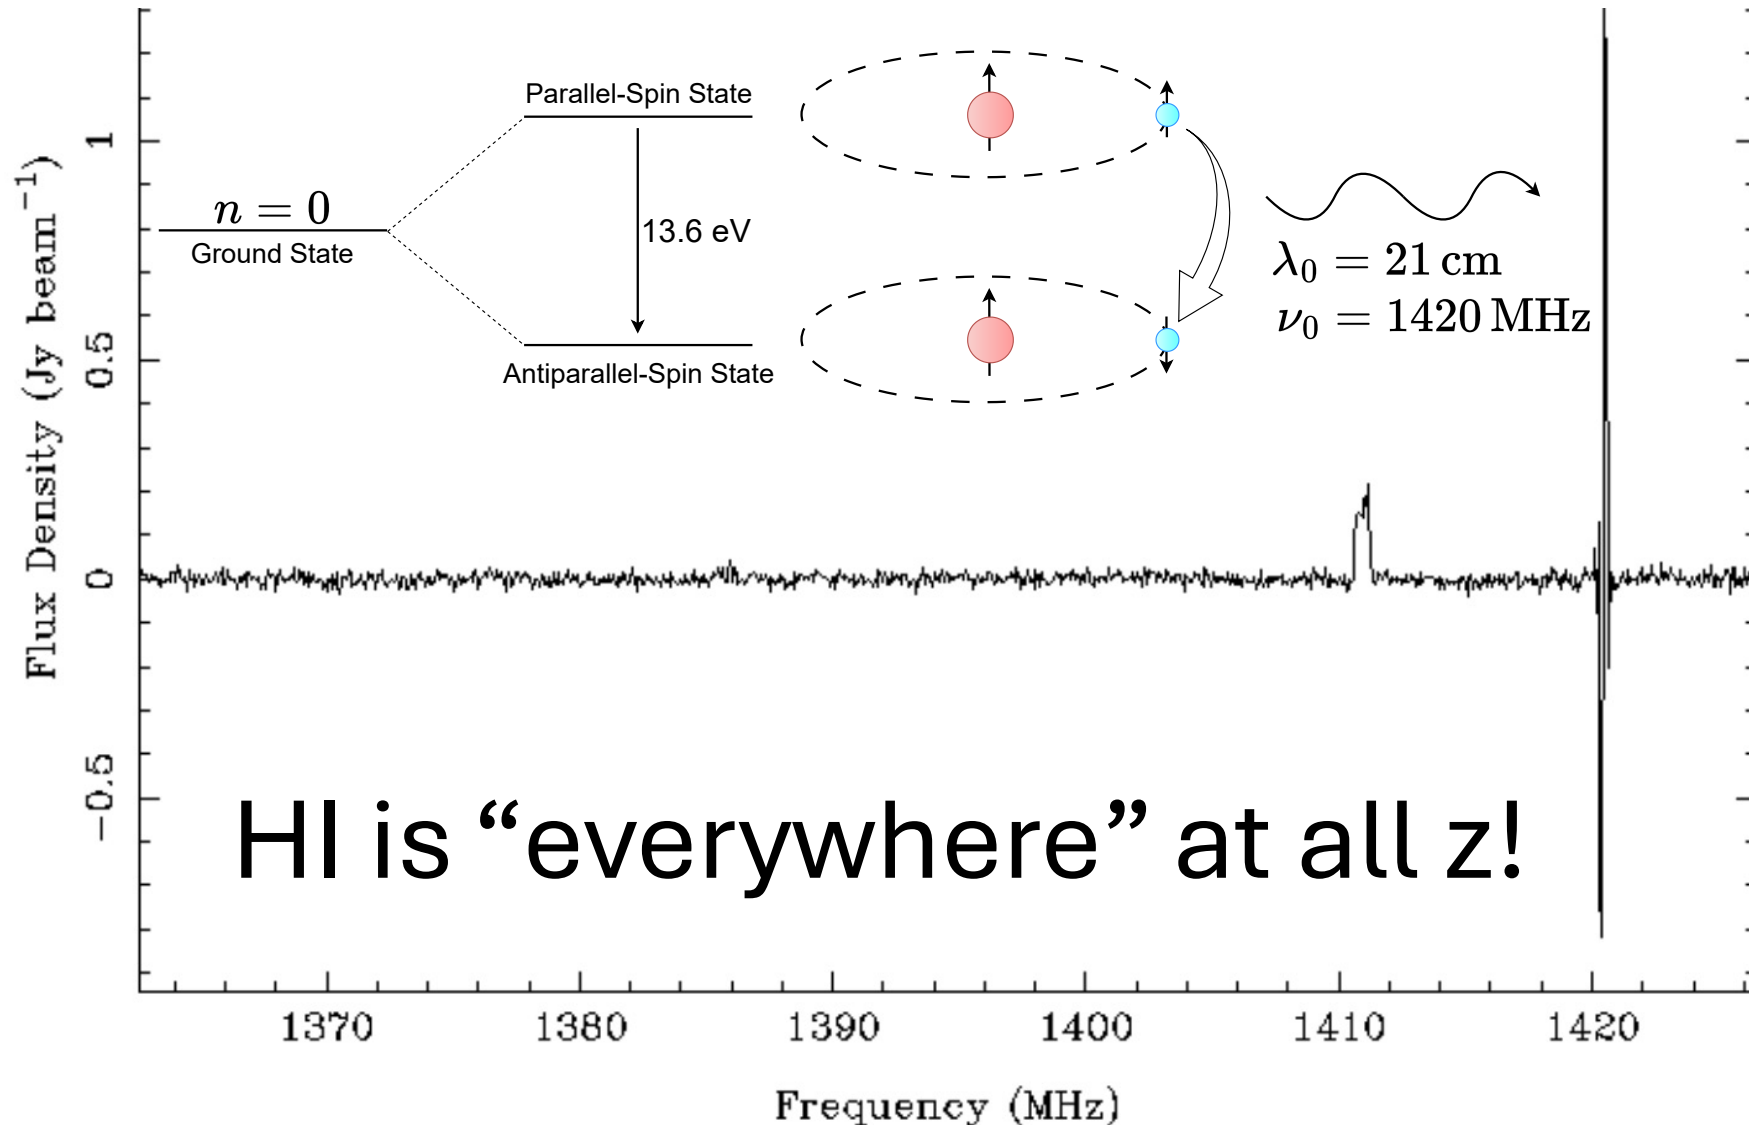 Parallel-Spin State
n = 0
Ground State
13.6 eV
Antiparallel-Spin State
λ₀ = 21 cm
ν₀ = 1420 MHz
HI is “everywhere” at all z!
Flux Density (Jy beam⁻¹)
1
0.5
0
−0.5
1370 1380 1390 1400 1410 1420
Frequency (MHz)